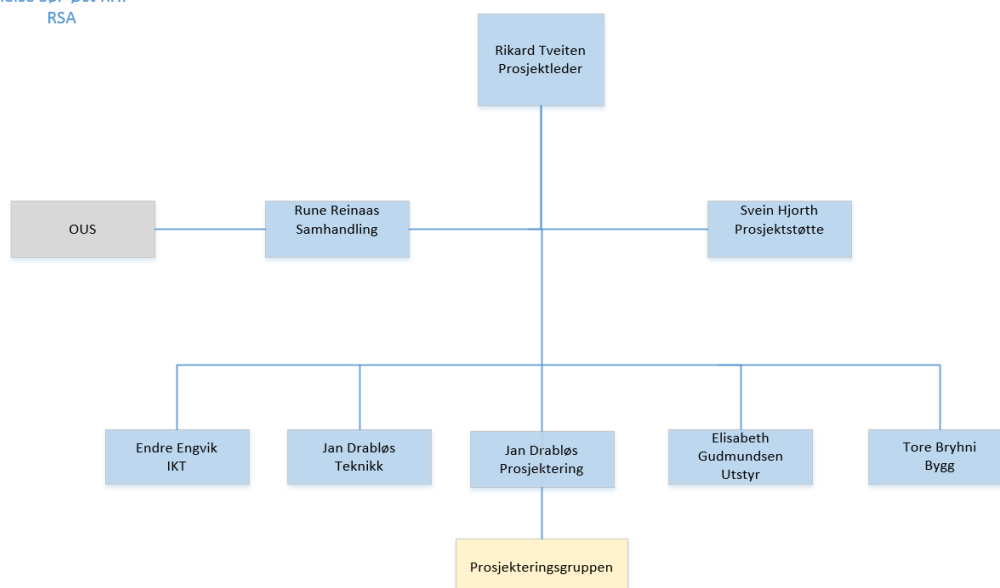 RSA
Rikard Tveiten
Prosjektleder
OUS
Rune Reinaas
Samhandling
Svein Hjorth
Prosjektstøtte
Endre Engvik
IKT
Jan Drabløs
Teknikk
Jan Drabløs
Prosjektering
Elisabeth
Gudmundsen
Utstyr
Tore Bryhni
Bygg
Prosjekteringsgruppen